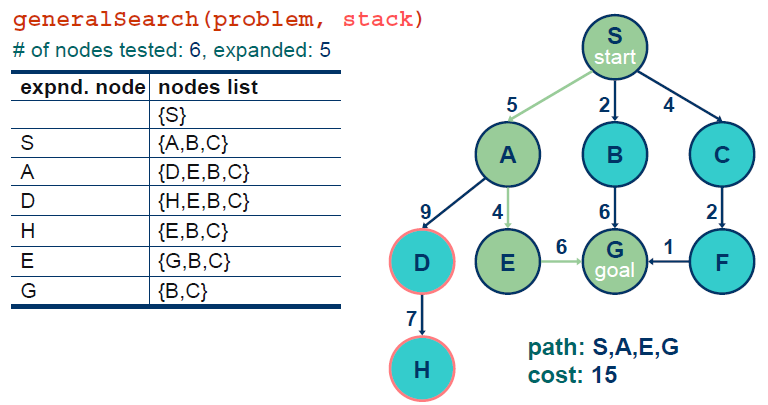 generalSearch(problem, stack)
# of nodes tested: 6, expanded: 5
expnd. node nodes list
{S}
S {A,B,C}
A {D,E,B,C}
D {H,E,B,C}
H {E,B,C}
E {G,B,C}
G {B,C}
S
start
5 2 4
A B C
9 4 6 2
D E 6 G 1 F
goal
7
H
path: S,A,E,G
cost: 15